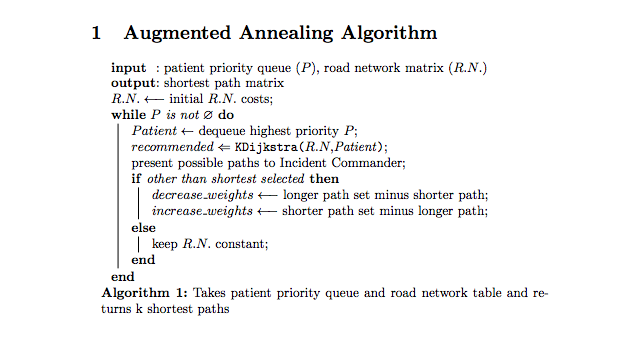 1 Augmented Annealing Algorithm
input : patient priority queue (P), road network matrix (R.N.)
output: shortest path matrix
R.N. ⟵ initial R.N. costs;
while P is not ∅ do
Patient ← dequeue highest priority P;
recommended ⇐ KDijkstra(R.N,Patient);
present possible paths to Incident Commander;
if other than shortest selected then
decrease_weights ⟵ longer path set minus shorter path;
increase_weights ⟵ shorter path set minus longer path;
else
keep R.N. constant;
end
end
Algorithm 1: Takes patient priority queue and road network table and re-
turns k shortest paths